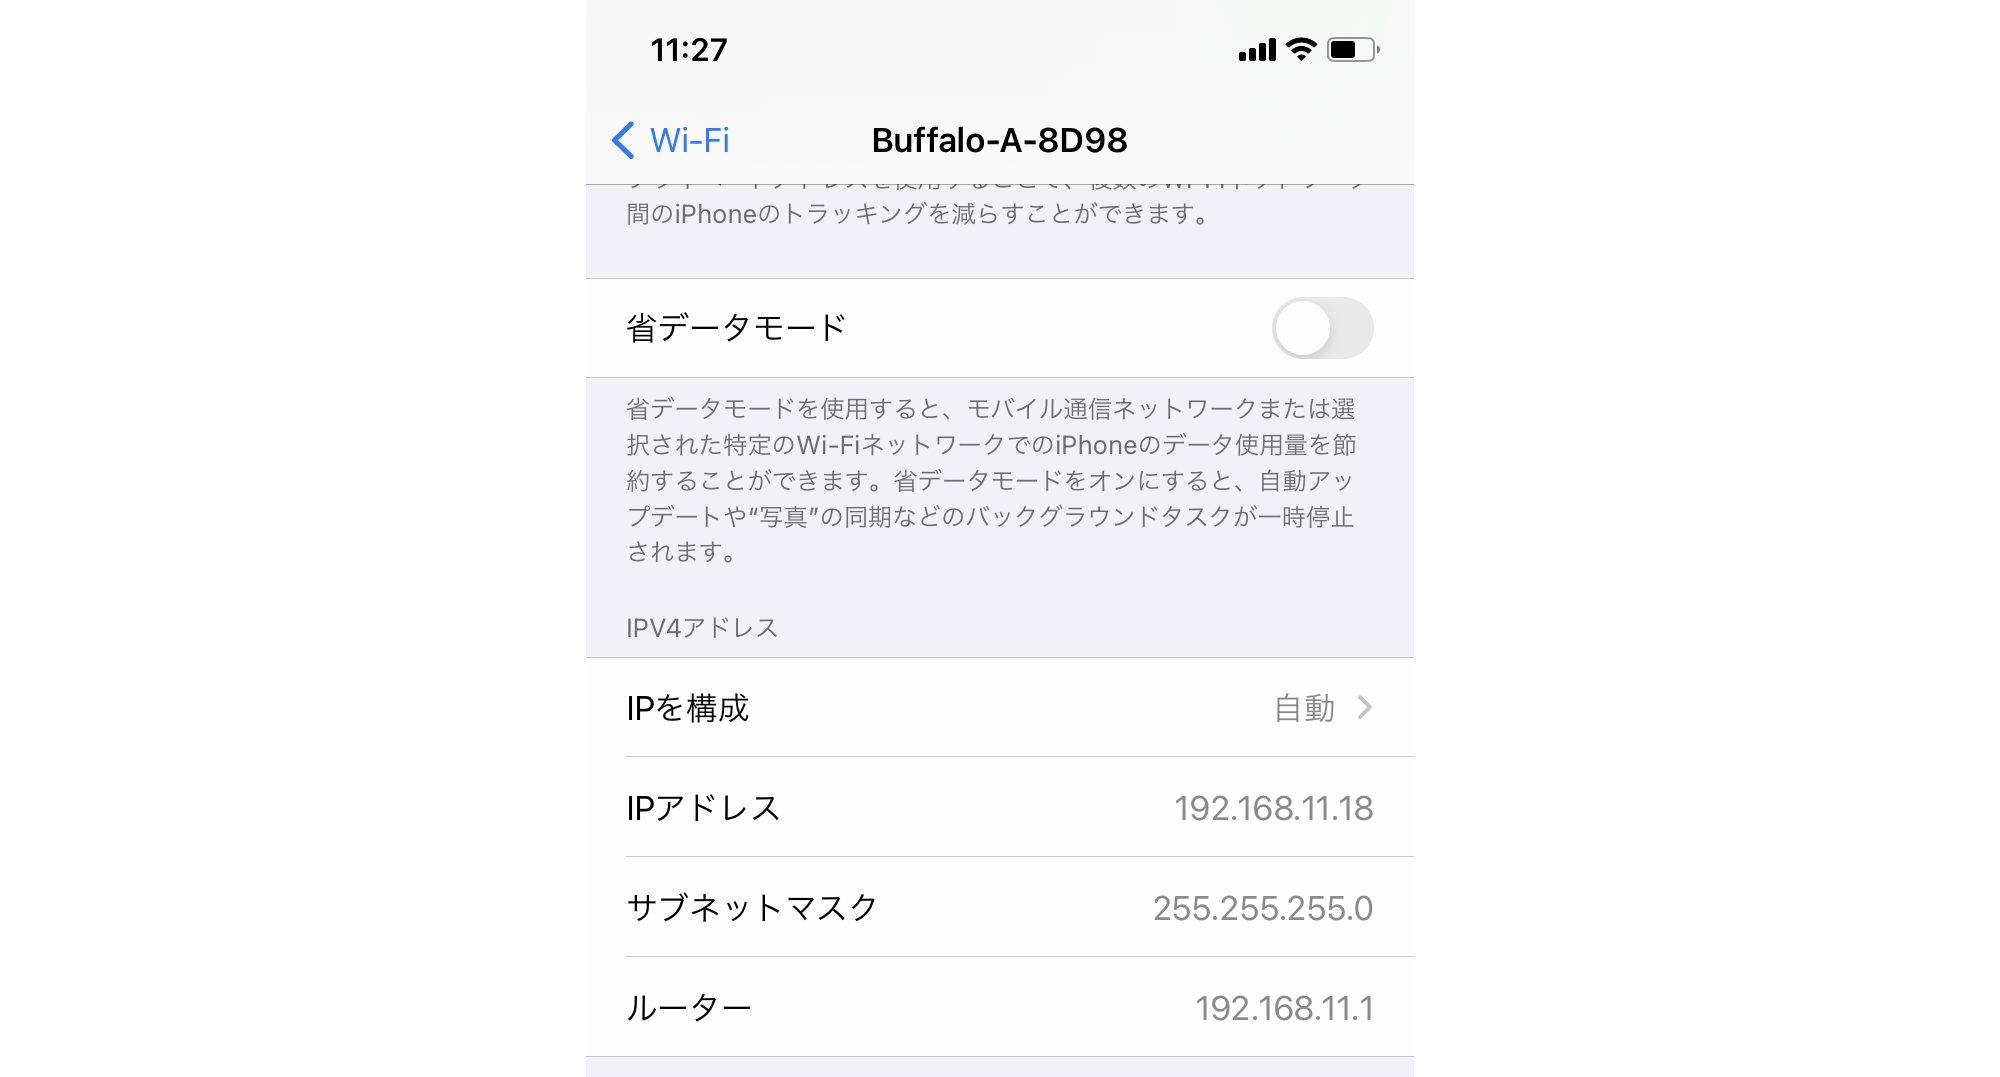 11:27
Wi-Fi
Buffalo-A-8D98
間のiPhoneのトラッキングを減らすことができます。
省データモード
省データモードを使用すると、モバイル通信ネットワークまたは選
択された特定のWi-FiネットワークでのiPhoneのデータ使用量を節
約することができます。省データモードをオンにすると、自動アッ
プデートや“写真”の同期などのバックグラウンドタスクが一時停止
されます。
IPV4アドレス
IPを構成 自動
IPアドレス 192.168.11.18
サブネットマスク 255.255.255.0
ルーター 192.168.11.1